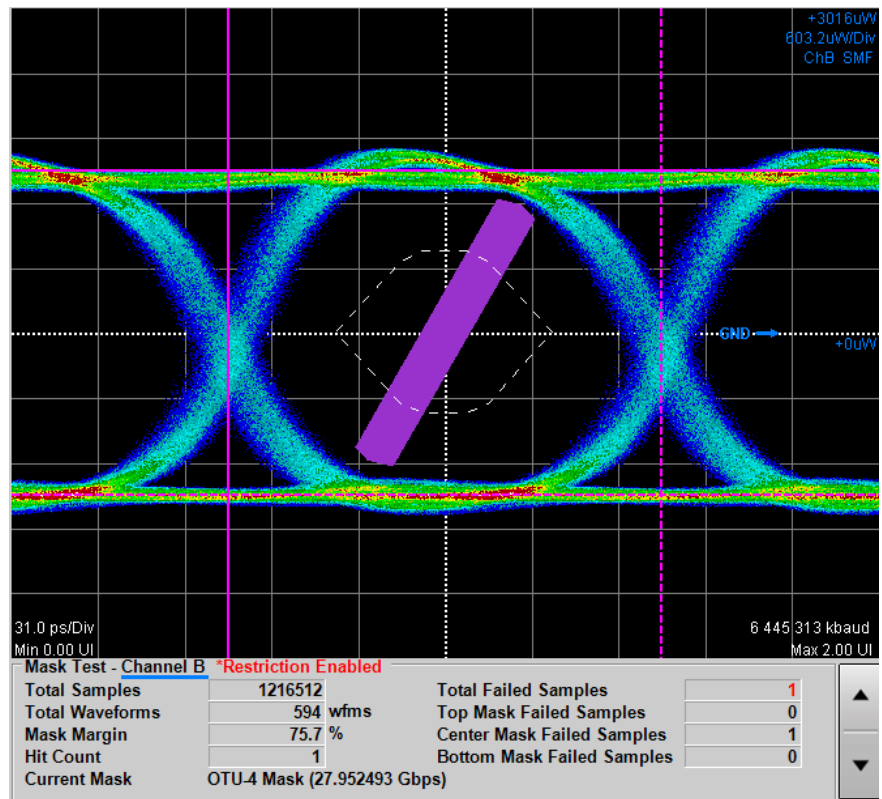 +3016uW
603.2uW/Div
ChB SMF
GND
+0uW
31.0 ps/Div
6 445 313 kbaud
Min 0.00 UI
Max 2.00 UI
Mask Test - Channel B *Restriction Enabled
Total Samples 1216512 Total Failed Samples 1
Total Waveforms 594 wfms Top Mask Failed Samples 0
Mask Margin 75.7 % Center Mask Failed Samples 1
Hit Count 1 Bottom Mask Failed Samples 0
Current Mask OTU-4 Mask (27.952493 Gbps)